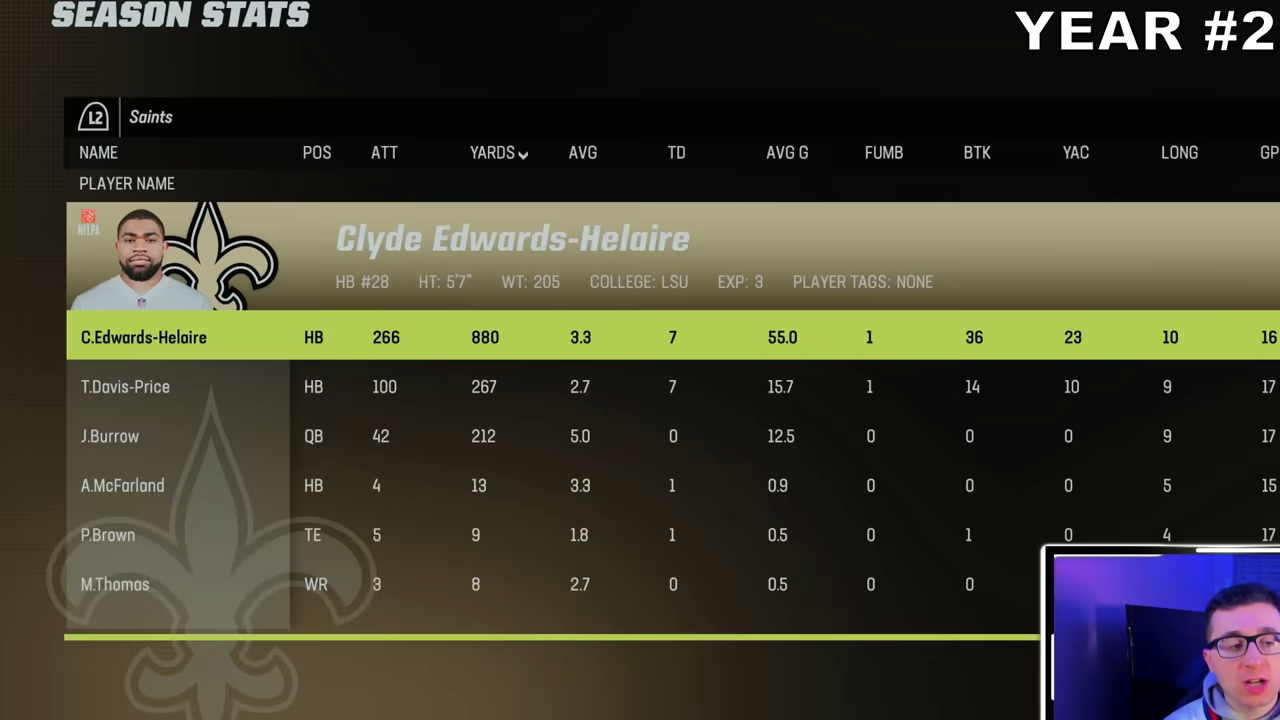 SEASON STATS
YEAR #2
L2 Saints
NAME POS ATT YARDS AVG TD AVG G FUMB BTK YAC LONG GP
PLAYER NAME
NFLPA
Clyde Edwards-Helaire
HB #28 HT: 5'7" WT: 205 COLLEGE: LSU EXP: 3 PLAYER TAGS: NONE
C.Edwards-Helaire HB 266 880 3.3 7 55.0 1 36 23 10 16
T.Davis-Price HB 100 267 2.7 7 15.7 1 14 10 9 17
J.Burrow QB 42 212 5.0 0 12.5 0 0 0 9 17
A.McFarland HB 4 13 3.3 1 0.9 0 0 0 5 15
P.Brown TE 5 9 1.8 1 0.5 0 1 0 4 17
M.Thomas WR 3 8 2.7 0 0.5 0 0